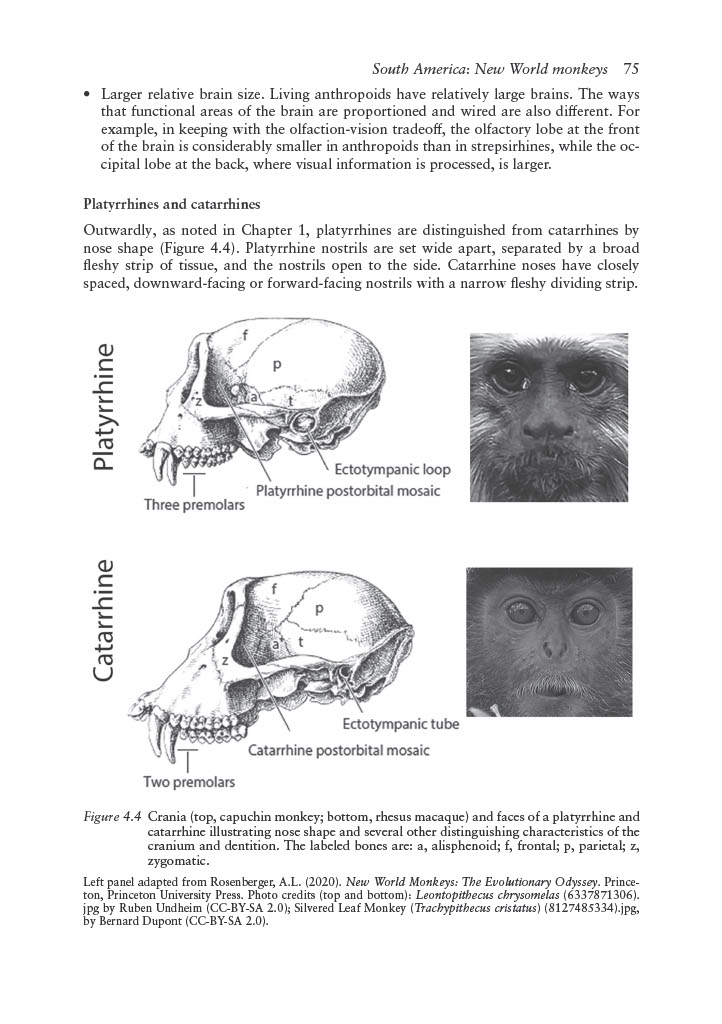 South America: New World monkeys 75
• Larger relative brain size. Living anthropoids have relatively large brains. The ways
that functional areas of the brain are proportioned and wired are also different. For
example, in keeping with the olfaction-vision tradeoff, the olfactory lobe at the front
of the brain is considerably smaller in anthropoids than in strepsirhines, while the oc-
cipital lobe at the back, where visual information is processed, is larger.
Platyrrhines and catarrhines
Outwardly, as noted in Chapter 1, platyrrhines are distinguished from catarrhines by
nose shape (Figure 4.4). Platyrrhine nostrils are set wide apart, separated by a broad
fleshy strip of tissue, and the nostrils open to the side. Catarrhine noses have closely
spaced, downward-facing or forward-facing nostrils with a narrow fleshy dividing strip.
Platyrrhine
f
p
z
a
t
Ectotympanic loop
Platyrrhine postorbital mosaic
Three premolars
Catarrhine
f
p
a
t
z
Ectotympanic tube
Catarrhine postorbital mosaic
Two premolars
Figure 4.4 Crania (top, capuchin monkey; bottom, rhesus macaque) and faces of a platyrrhine and
catarrhine illustrating nose shape and several other distinguishing characteristics of the
cranium and dentition. The labeled bones are: a, alisphenoid; f, frontal; p, parietal; z,
zygomatic.
Left panel adapted from Rosenberger, A.L. (2020). New World Monkeys: The Evolutionary Odyssey. Prince-
ton, Princeton University Press. Photo credits (top and bottom): Leontopithecus chrysomelas (6337871306).
jpg by Ruben Undheim (CC-BY-SA 2.0); Silvered Leaf Monkey (Trachypithecus cristatus) (8127485334).jpg,
by Bernard Dupont (CC-BY-SA 2.0).